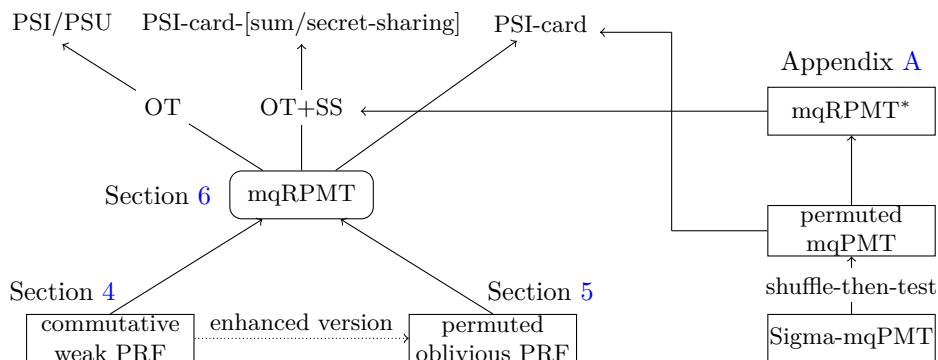 PSI/PSU PSI-card-[sum/secret-sharing] PSI-card
Appendix A
OT OT+SS mqRPMT*
Section 6 mqRPMT
permuted
mqPMT
shuffle-then-test
Section 4 Section 5
commutative
weak PRF
enhanced version
permuted
oblivious PRF
Sigma-mqPMT